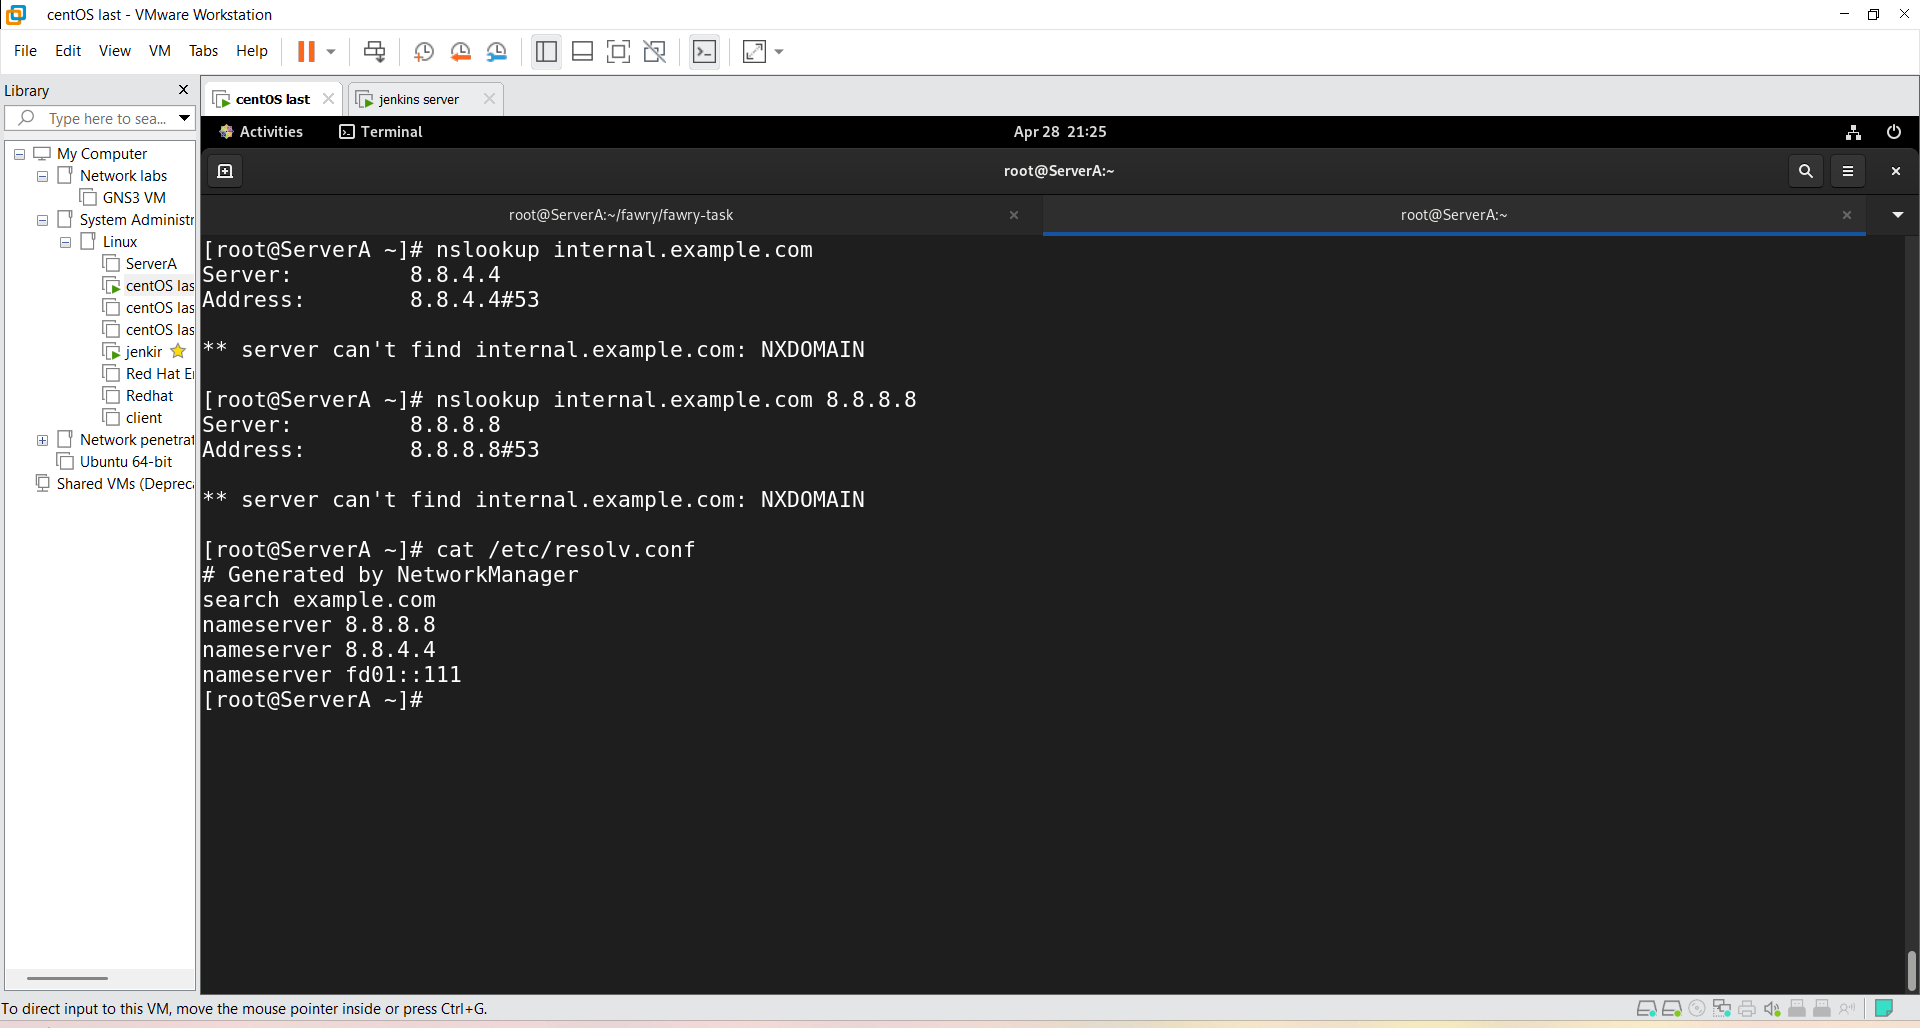 centOS last - VMware Workstation
File Edit View VM Tabs Help
Library
Type here to sea...
My Computer
Network labs
GNS3 VM
System Administr
Linux
ServerA
centOS las
centOS las
centOS las
jenkir
Red Hat E
Redhat
client
Network penetrat
Ubuntu 64-bit
Shared VMs (Depreca
centOS last
jenkins server
Activities Terminal Apr 28 21:25
root@ServerA:~
root@ServerA:~/fawry/fawry-task
root@ServerA:~
[root@ServerA ~]# nslookup internal.example.com
Server: 8.8.4.4
Address: 8.8.4.4#53
** server can't find internal.example.com: NXDOMAIN
[root@ServerA ~]# nslookup internal.example.com 8.8.8.8
Server: 8.8.8.8
Address: 8.8.8.8#53
** server can't find internal.example.com: NXDOMAIN
[root@ServerA ~]# cat /etc/resolv.conf
# Generated by NetworkManager
search example.com
nameserver 8.8.8.8
nameserver 8.8.4.4
nameserver fd01::111
[root@ServerA ~]#
To direct input to this VM, move the mouse pointer inside or press Ctrl+G.